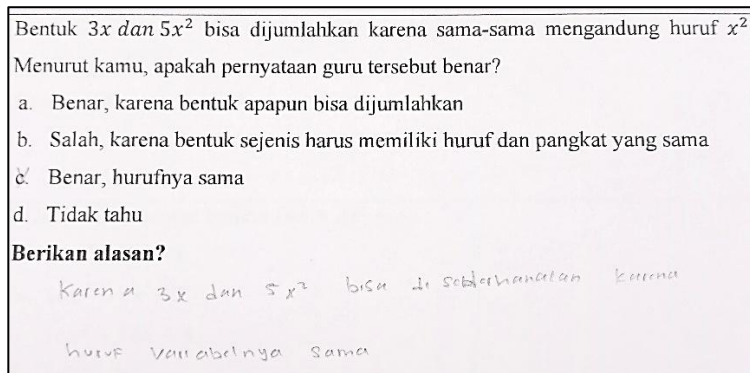 Bentuk 3x dan 5x² bisa dijumlahkan karena sama-sama mengandung huruf x²
Menurut kamu, apakah pernyataan guru tersebut benar?
a. Benar, karena bentuk apapun bisa dijumlahkan
b. Salah, karena bentuk sejenis harus memiliki huruf dan pangkat yang sama
c. Benar, hurufnya sama
d. Tidak tahu
Berikan alasan?
Karena 3x dan 5x² bisa di karena
huruf variabelnya sama